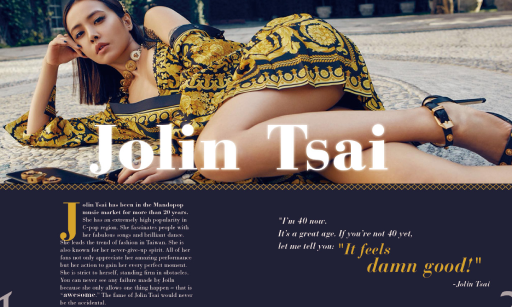 Jolin Tsai
Jolin Tsai has been in the Mandopop
music market for more than 20 years.
She has an extremely high popularity in
C-pop region. She fascinates people with
her fabulous songs and brilliant dance.
She leads the trend of fashion in Taiwan. She is
also known for her never-give-up spirit. All of her
fans not only appreciate her amazing performance
but her action to gain her every perfect moment.
She is strict to herself, standing firm in obstacles.
You can never see any failure made by Jolin
because she only allows one thing happen – that is
"awesome." The fame of Jolin Tsai would never
be the accidental.
"I'm 40 now.
It's a great age. If you're not 40 yet,
let me tell you: "It feels
damn good!"
-Jolin Tsai